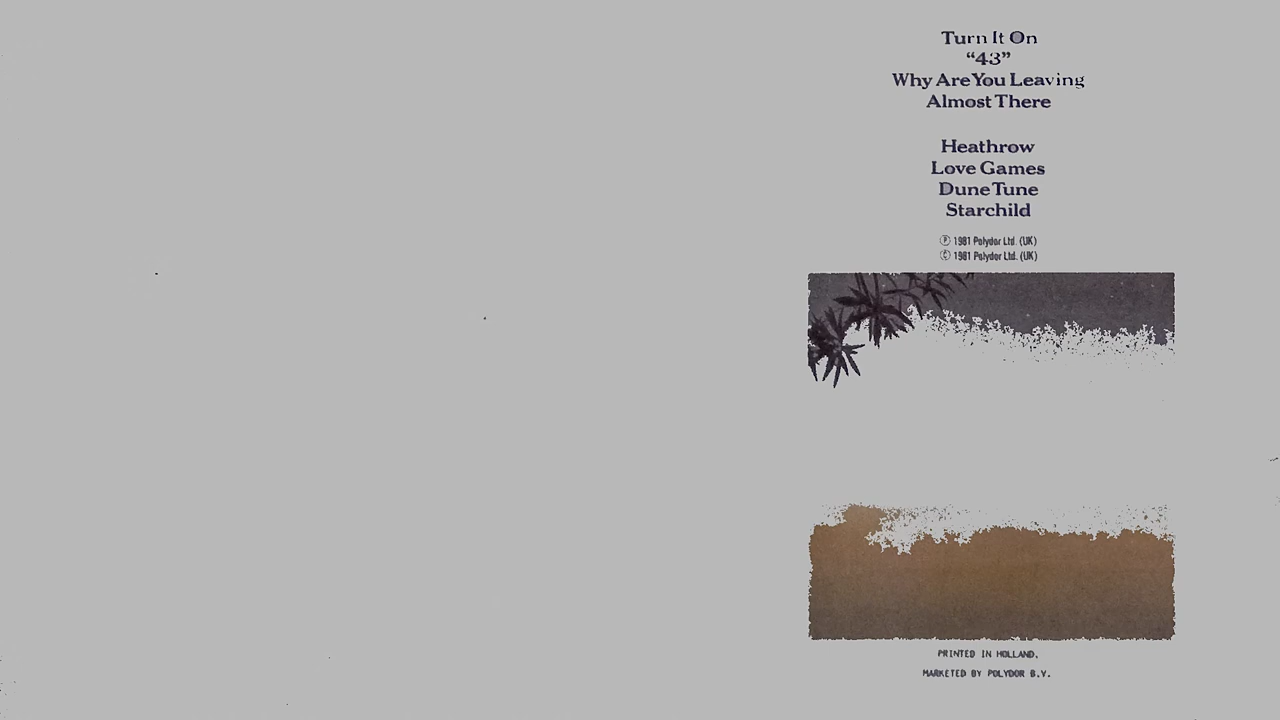 Turn It On
“43”
Why Are You Leaving
Almost There
Heathrow
Love Games
Dune Tune
Starchild
Ⓟ 1981 Polydor Ltd. (UK)
© 1981 Polydor Ltd. (UK)
PRINTED IN HOLLAND.
MARKETED BY POLYDOR B.V.